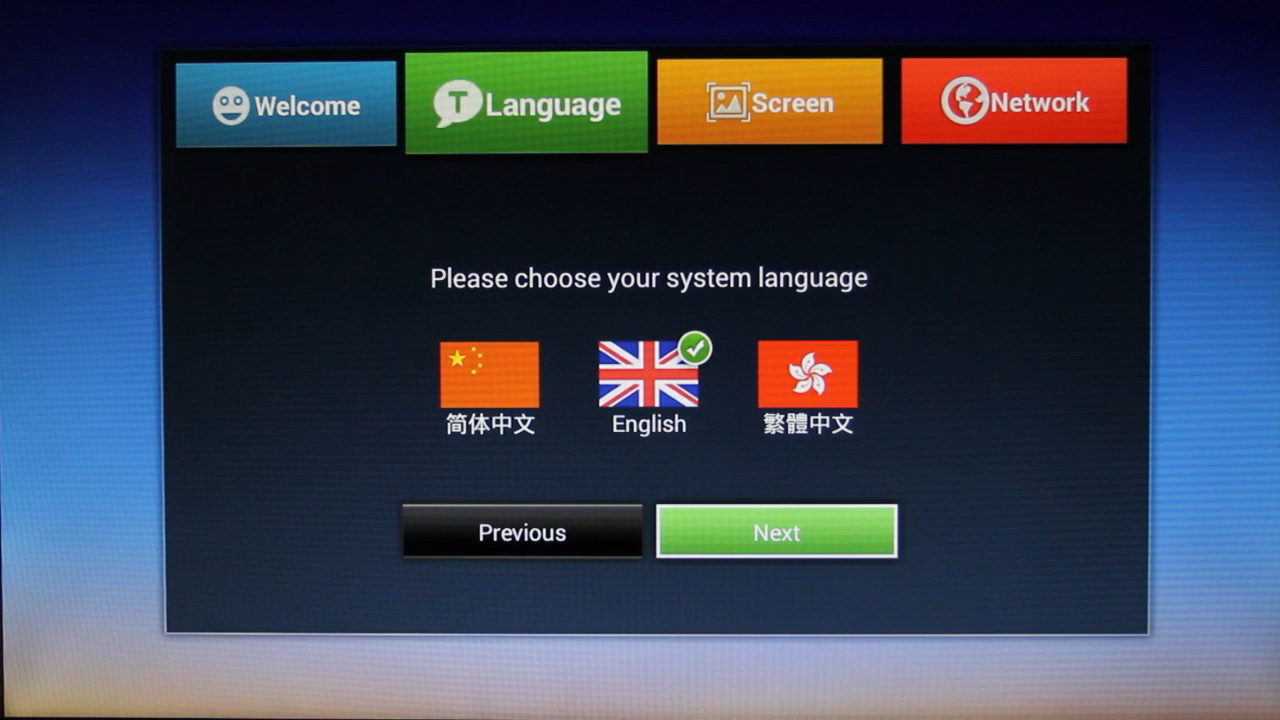 Welcome
Language
Screen
Network
Please choose your system language
简体中文
English
繁體中文
Previous
Next